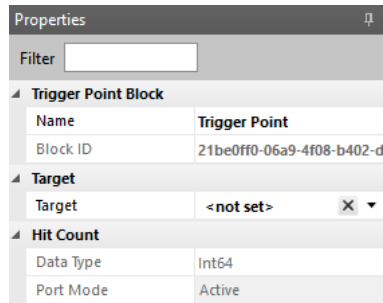 Properties
Filter
Trigger Point Block
Name Trigger Point
Block ID 21be0ff0-06a9-4f08-b402-d
Target
Target <not set>
Hit Count
Data Type Int64
Port Mode Active